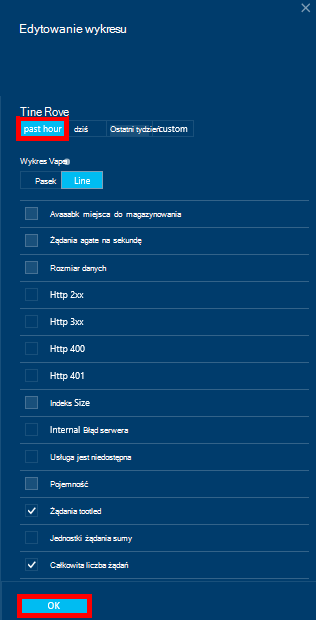 Edytowanie wykresu
Tine Rove
past hour dziś Ostatni tydzień custom
Wykres Vape
Pasek Line
Avaaabk miejsca do magazynowania
Żądania agate na sekundę
Rozmiar danych
Http 2xx
Http 3xx
Http 400
Http 401
Indeks Size
Internal Błąd serwera
Usługa jest niedostępna
Pojemność
Żądania tootled
Jednostki żądania sumy
Całkowita liczba żądań
OK